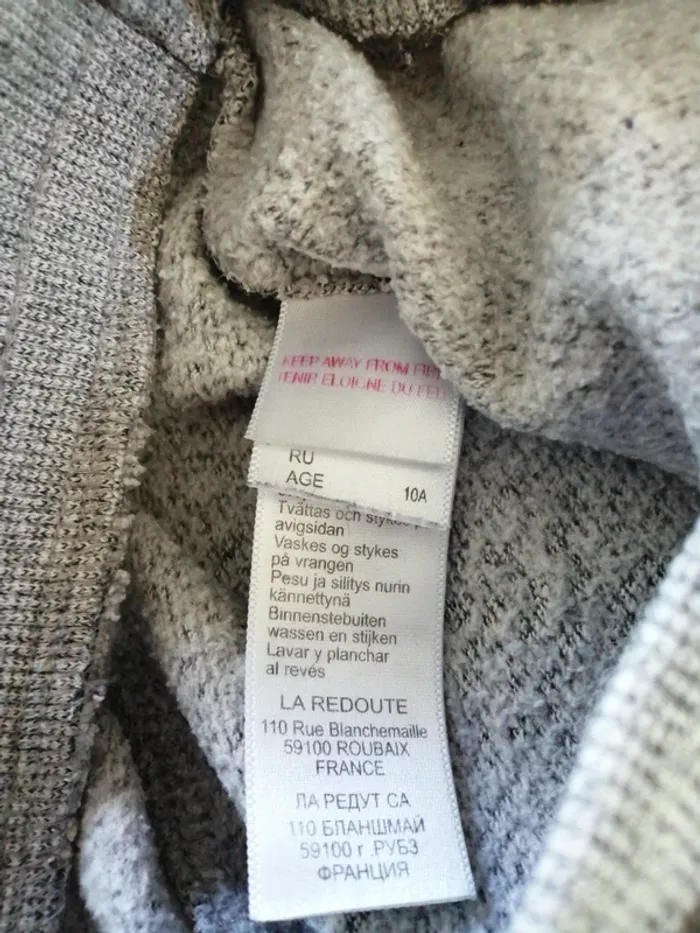 KEEP AWAY FROM
TENIR ELOIGNE DU
RU
AGE 10A
Tvättas och
avigsidan
Vaskes og stykes
på vrangen
Pesu ja silitys nurin
kännettynä
Binnenstebuiten
wassen en stijken
Lavar y planchar
al revés
LA REDOUTE
110 Rue Blanchemaille
59100 ROUBAIX
FRANCE
ЛА РЕДУТ СА
110 БЛАНШМАЙ
59100 г .РУБЗ
ФРАНЦИЯ